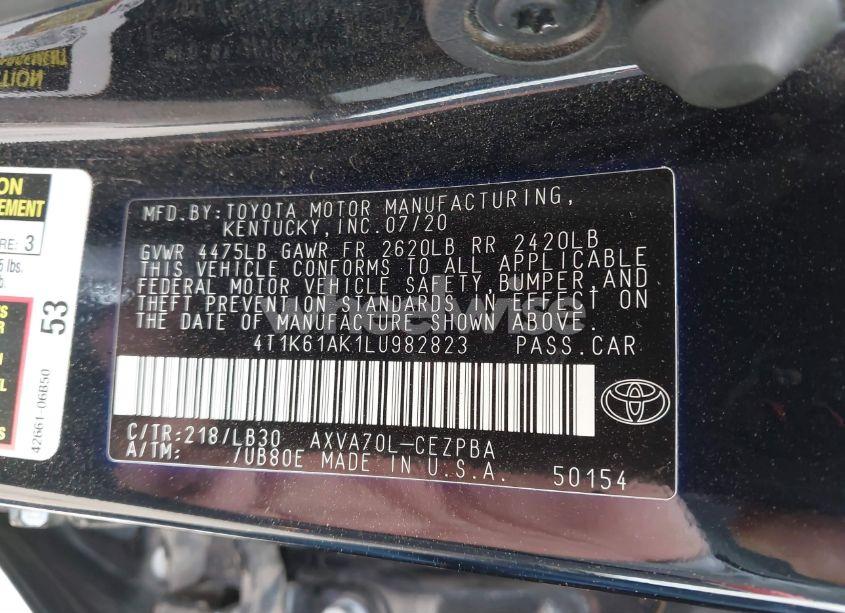 MFD.BY:TOYOTA MOTOR MANUFACTURING,
KENTUCKY,INC.07/20
GVWR 4475LB GAWR FR 2620LB RR 2420LB
THIS VEHICLE CONFORMS TO ALL APPLICABLE
FEDERAL MOTOR VEHICLE SAFETY,BUMPER,AND
THEFT PREVENTION STANDARDS IN EFFECT ON
THE DATE OF MANUFACTURE SHOWN ABOVE.
4T1K61AK1LU982823 PASS.CAR
C/TR:218/LB30 AXVA70L-CEZPBA
A/TM: /UB80E MADE IN U.S.A. 50154
wheelwise
53
42661-06B50